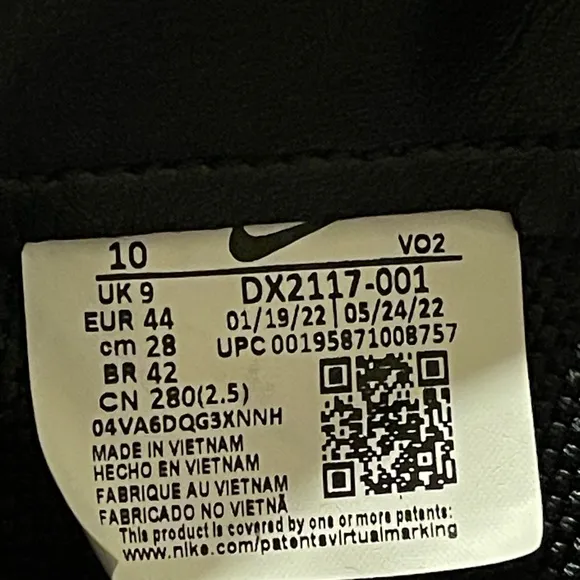 10 VO2
UK 9 DX2117-001
EUR 44 01/19/22 | 05/24/22
cm 28 UPC 00195871008757
BR 42
CN 280(2.5)
04VA6DQG3XNNH
MADE IN VIETNAM
HECHO EN VIETNAM
FABRIQUE AU VIETNAM
FABRICADO NO VIETNÃ
This product is covered by one or more patents:
www.nike.com/patentsvirtualmarking